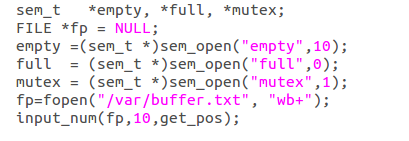 sem_t   *empty, *full, *mutex;
FILE *fp = NULL;
empty =(sem_t *)sem_open("empty",10);
full  = (sem_t *)sem_open("full",0);
mutex = (sem_t *)sem_open("mutex",1);
fp=fopen("/var/buffer.txt", "wb+");
input_num(fp,10,get_pos);